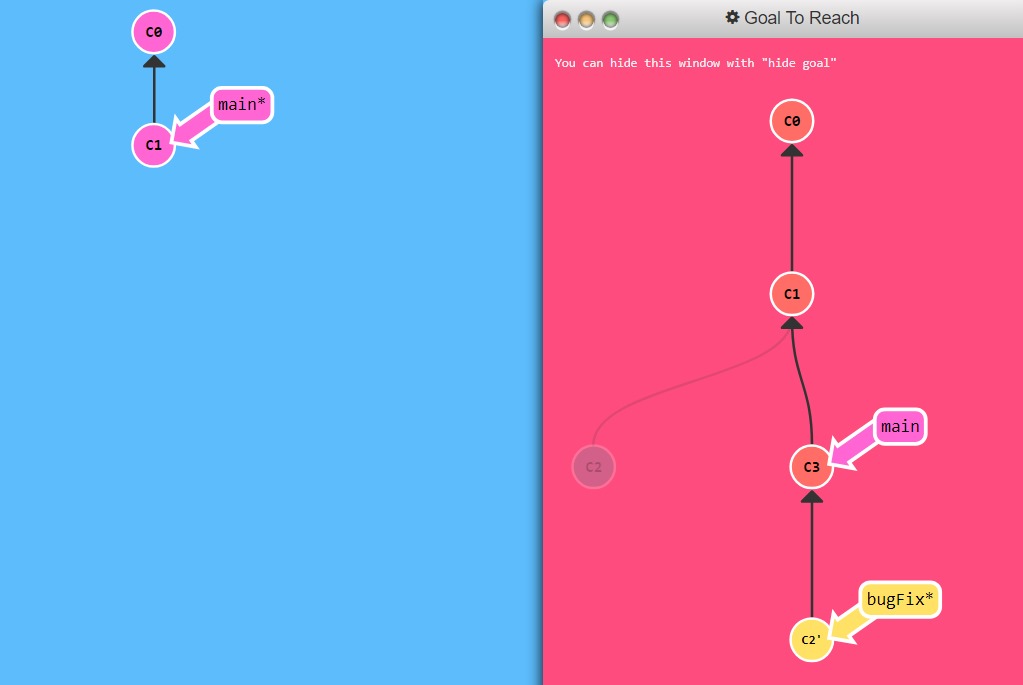 C0
main*
C1
Goal To Reach
You can hide this window with "hide goal"
C0
C1
main
C2
C3
bugFix*
C2'